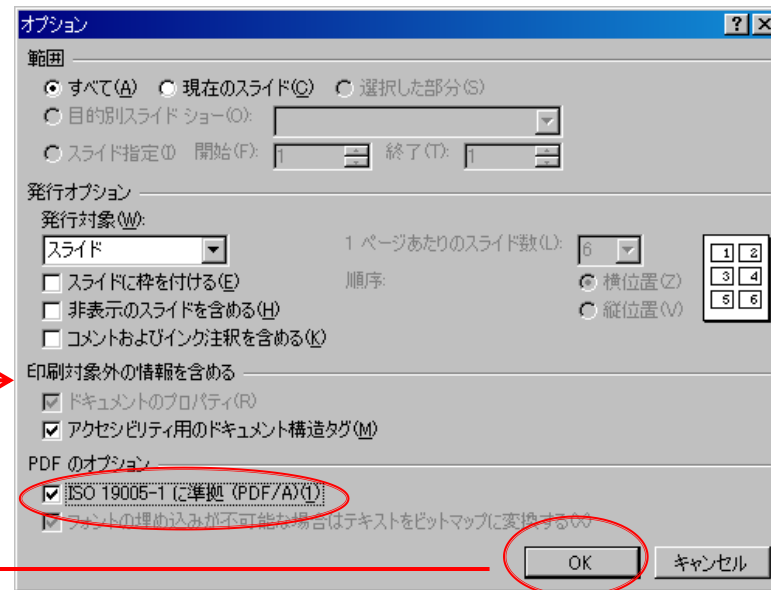 オプション
範囲
すべて(A) 現在のスライド(C) 選択した部分(S)
目的別スライド ショー(O):
スライド指定(I) 開始(F): 1 終了(T): 1
発行オプション
発行対象(W):
スライド 1 ページあたりのスライド数(L): 6
スライドに枠を付ける(E) 順序: 横位置(Z)
非表示のスライドを含める(H) 縦位置(V)
コメントおよびインク注釈を含める(K)
1 2
3 4
5 6
印刷対象外の情報を含める
ドキュメントのプロパティ(R)
アクセシビリティ用のドキュメント構造タグ(M)
PDF のオプション
ISO 19005-1 に準拠 (PDF/A)(1)
フォントの埋め込みが不可能な場合はテキストをビットマップに変換する(X)
OK キャンセル